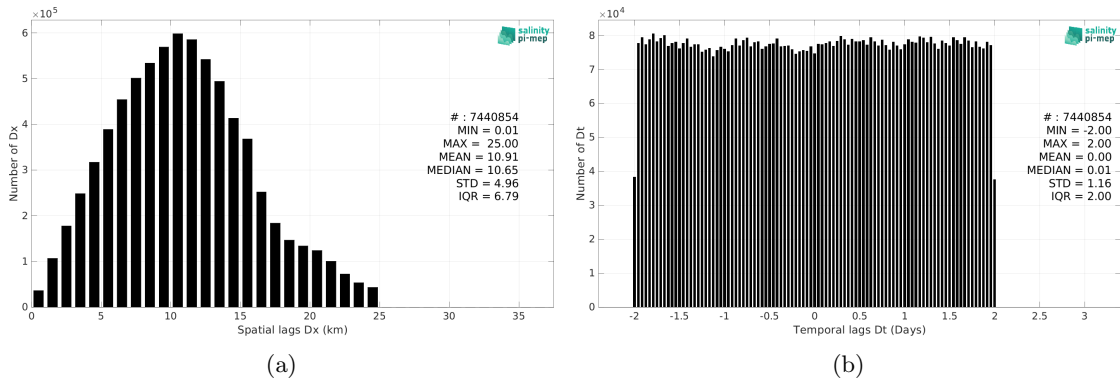 ×10^5
salinity
pi-mep
6
5
4
3
2
1
0
Number of Dx
# : 7440854
MIN = 0.01
MAX = 25.00
MEAN = 10.91
MEDIAN = 10.65
STD = 4.96
IQR = 6.79
0 5 10 15 20 25 30 35
Spatial lags Dx (km)
(a)
×10^4
salinity
pi-mep
8
7
6
5
4
3
2
1
0
Number of Dt
# : 7440854
MIN = -2.00
MAX = 2.00
MEAN = 0.00
MEDIAN = 0.01
STD = 1.16
IQR = 2.00
-2 -1.5 -1 -0.5 0 0.5 1 1.5 2 2.5 3
Temporal lags Dt (Days)
(b)